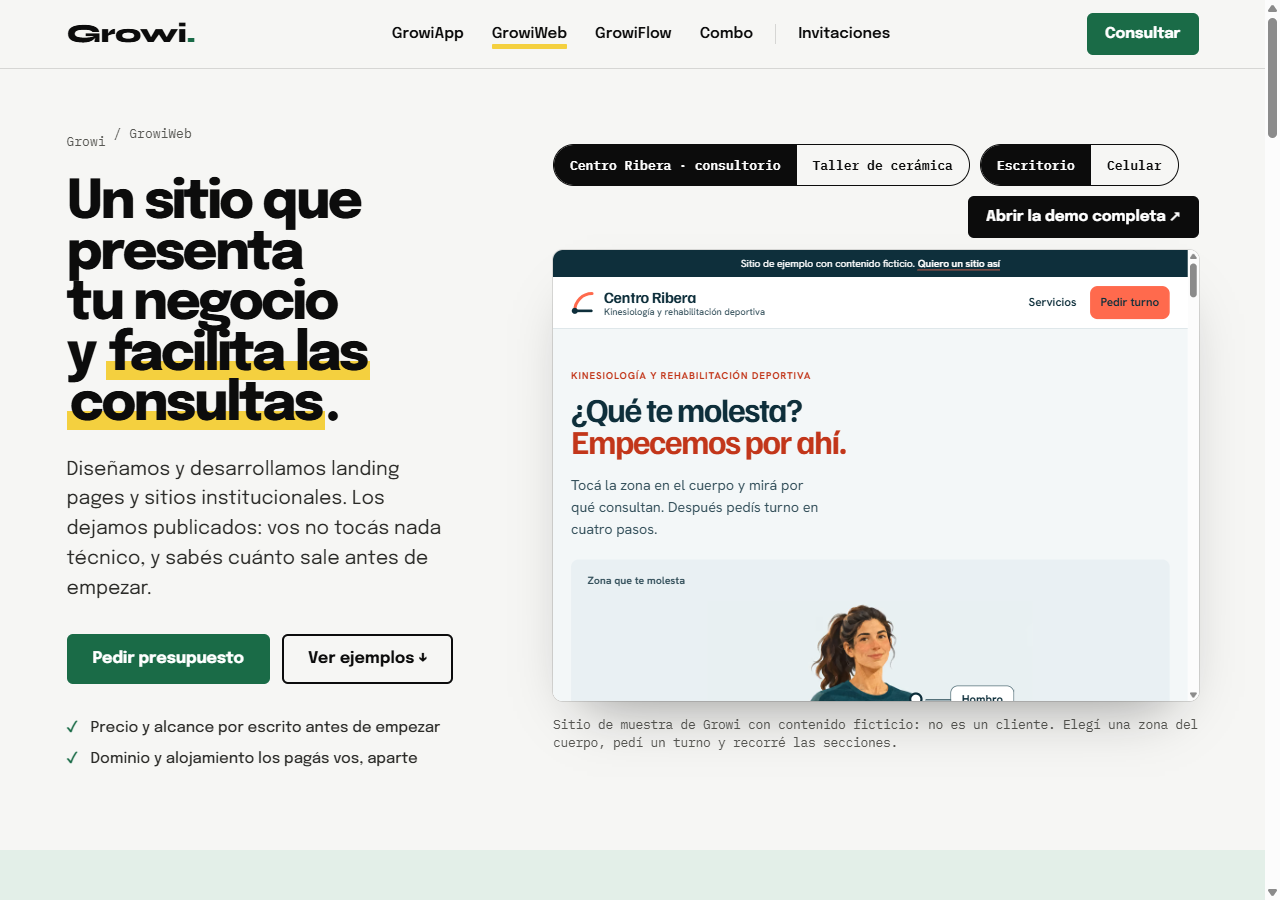 Growi.
GrowiApp
GrowiWeb
GrowiFlow
Combo
Invitaciones
Consultar
Growi / GrowiWeb
Un sitio que
presenta
tu negocio
y facilita las
consultas.
Diseñamos y desarrollamos landing
pages y sitios institucionales. Los
dejamos publicados: vos no tocás nada
técnico, y sabés cuánto sale antes de
empezar.
Pedir presupuesto
Ver ejemplos ↓
✓ Precio y alcance por escrito antes de empezar
✓ Dominio y alojamiento los pagás vos, aparte
Centro Ribera · consultorio
Taller de cerámica
Escritorio
Celular
Abrir la demo completa ↗
Sitio de ejemplo con contenido ficticio. Quiero un sitio así
Centro Ribera
Kinesiología y rehabilitación deportiva
Servicios
Pedir turno
KINESIOLOGÍA Y REHABILITACIÓN DEPORTIVA
¿Qué te molesta?
Empecemos por ahí.
Tocá la zona en el cuerpo y mirá por
qué consultan. Después pedís turno en
cuatro pasos.
Zona que te molesta
Hombro
Sitio de muestra de Growi con contenido ficticio: no es un cliente. Elegí una zona del
cuerpo, pedí un turno y recorré las secciones.